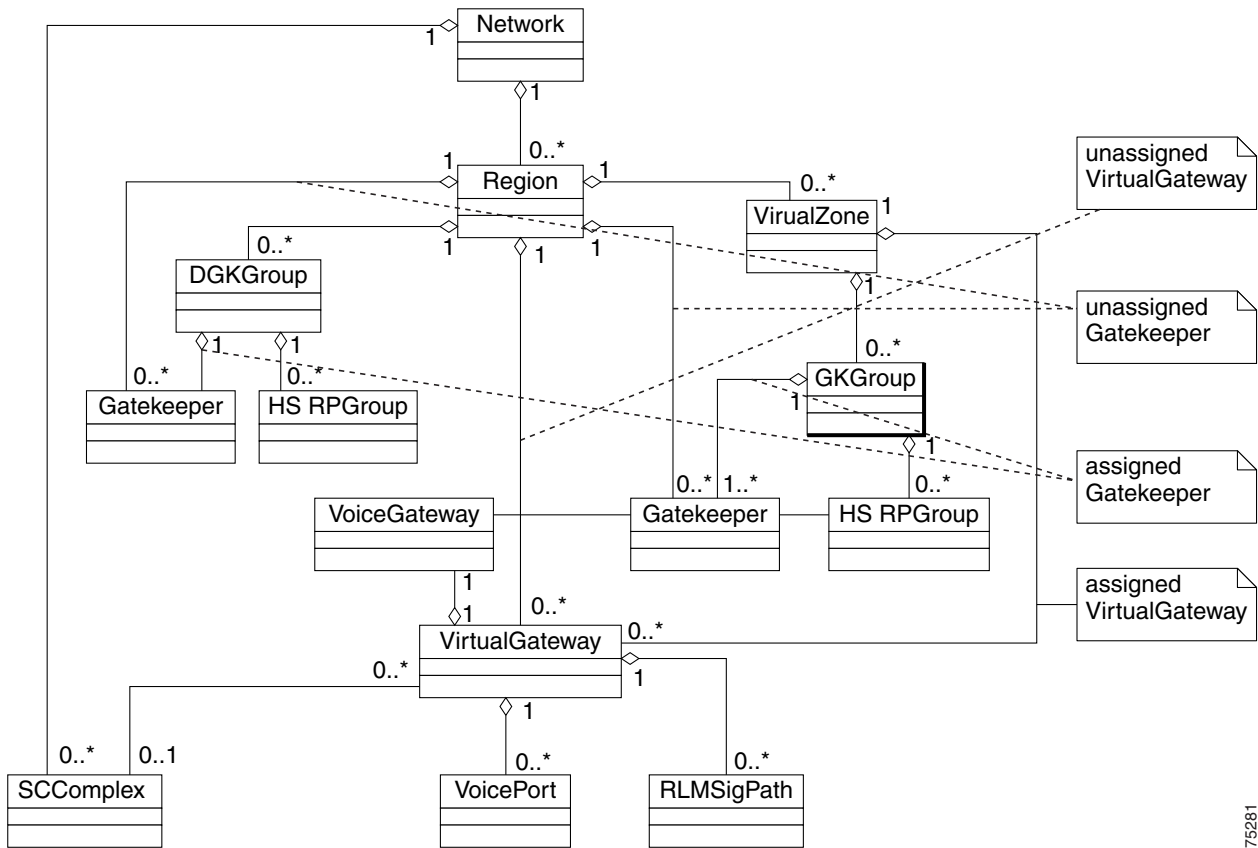 Network
1
1
0..*
unassigned
VirtualGateway
1
Region
1
0..*
VirualZone
1
0..*
1
1
1
1
DGKGroup
unassigned
Gatekeeper
1
1
0..*
GKGroup
0..*
0..*
Gatekeeper
HS RPGroup
1
1
assigned
Gatekeeper
0..*
1..*
0..*
VoiceGateway
Gatekeeper
HS RPGroup
assigned
VirtualGateway
1
1
0..*
VirtualGateway
0..*
0..*
1
1
0..*
0..1
0..*
0..*
SCComplex
VoicePort
RLMSigPath
75281